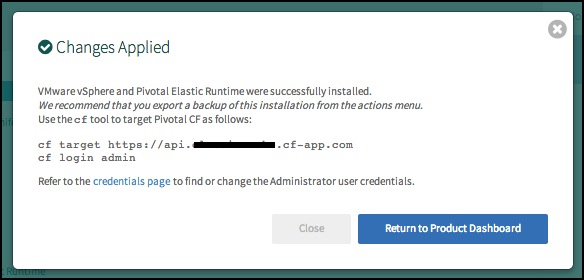 Changes Applied
VMware vSphere and Pivotal Elastic Runtime were successfully installed.
We recommend that you export a backup of this installation from the actions menu.
Use the cf tool to target Pivotal CF as follows:
cf target https://api. .cf-app.com
cf login admin
Refer to the credentials page to find or change the Administrator user credentials.
Close
Return to Product Dashboard
Runtime